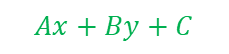 Ax + By + C